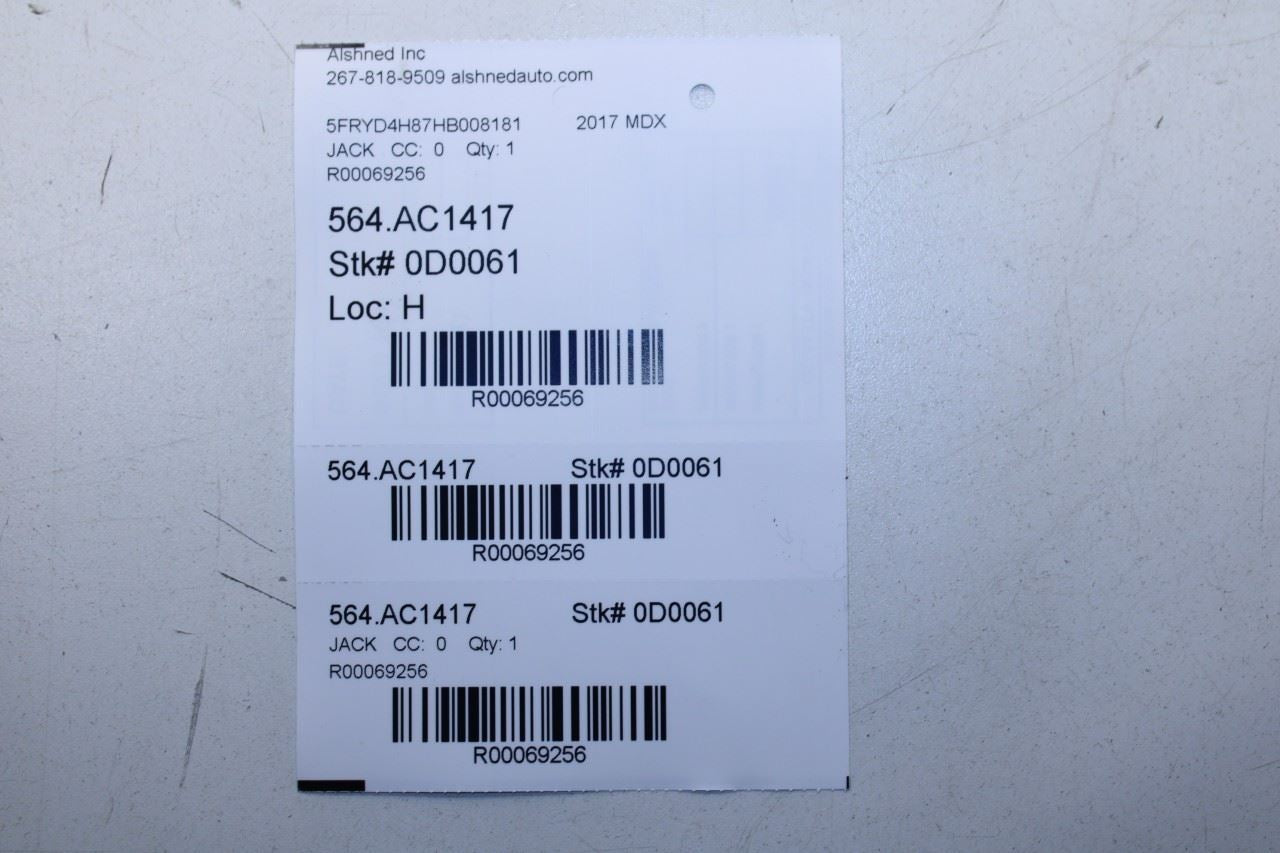 Alshned Inc
267-818-9509 alshnedauto.com
5FRYD4H87HB008181 2017 MDX
JACK CC: 0 Qty: 1
R00069256
564.AC1417
Stk# 0D0061
Loc: H
R00069256
564.AC1417 Stk# 0D0061
R00069256
564.AC1417 Stk# 0D0061
JACK CC: 0 Qty: 1
R00069256
R00069256